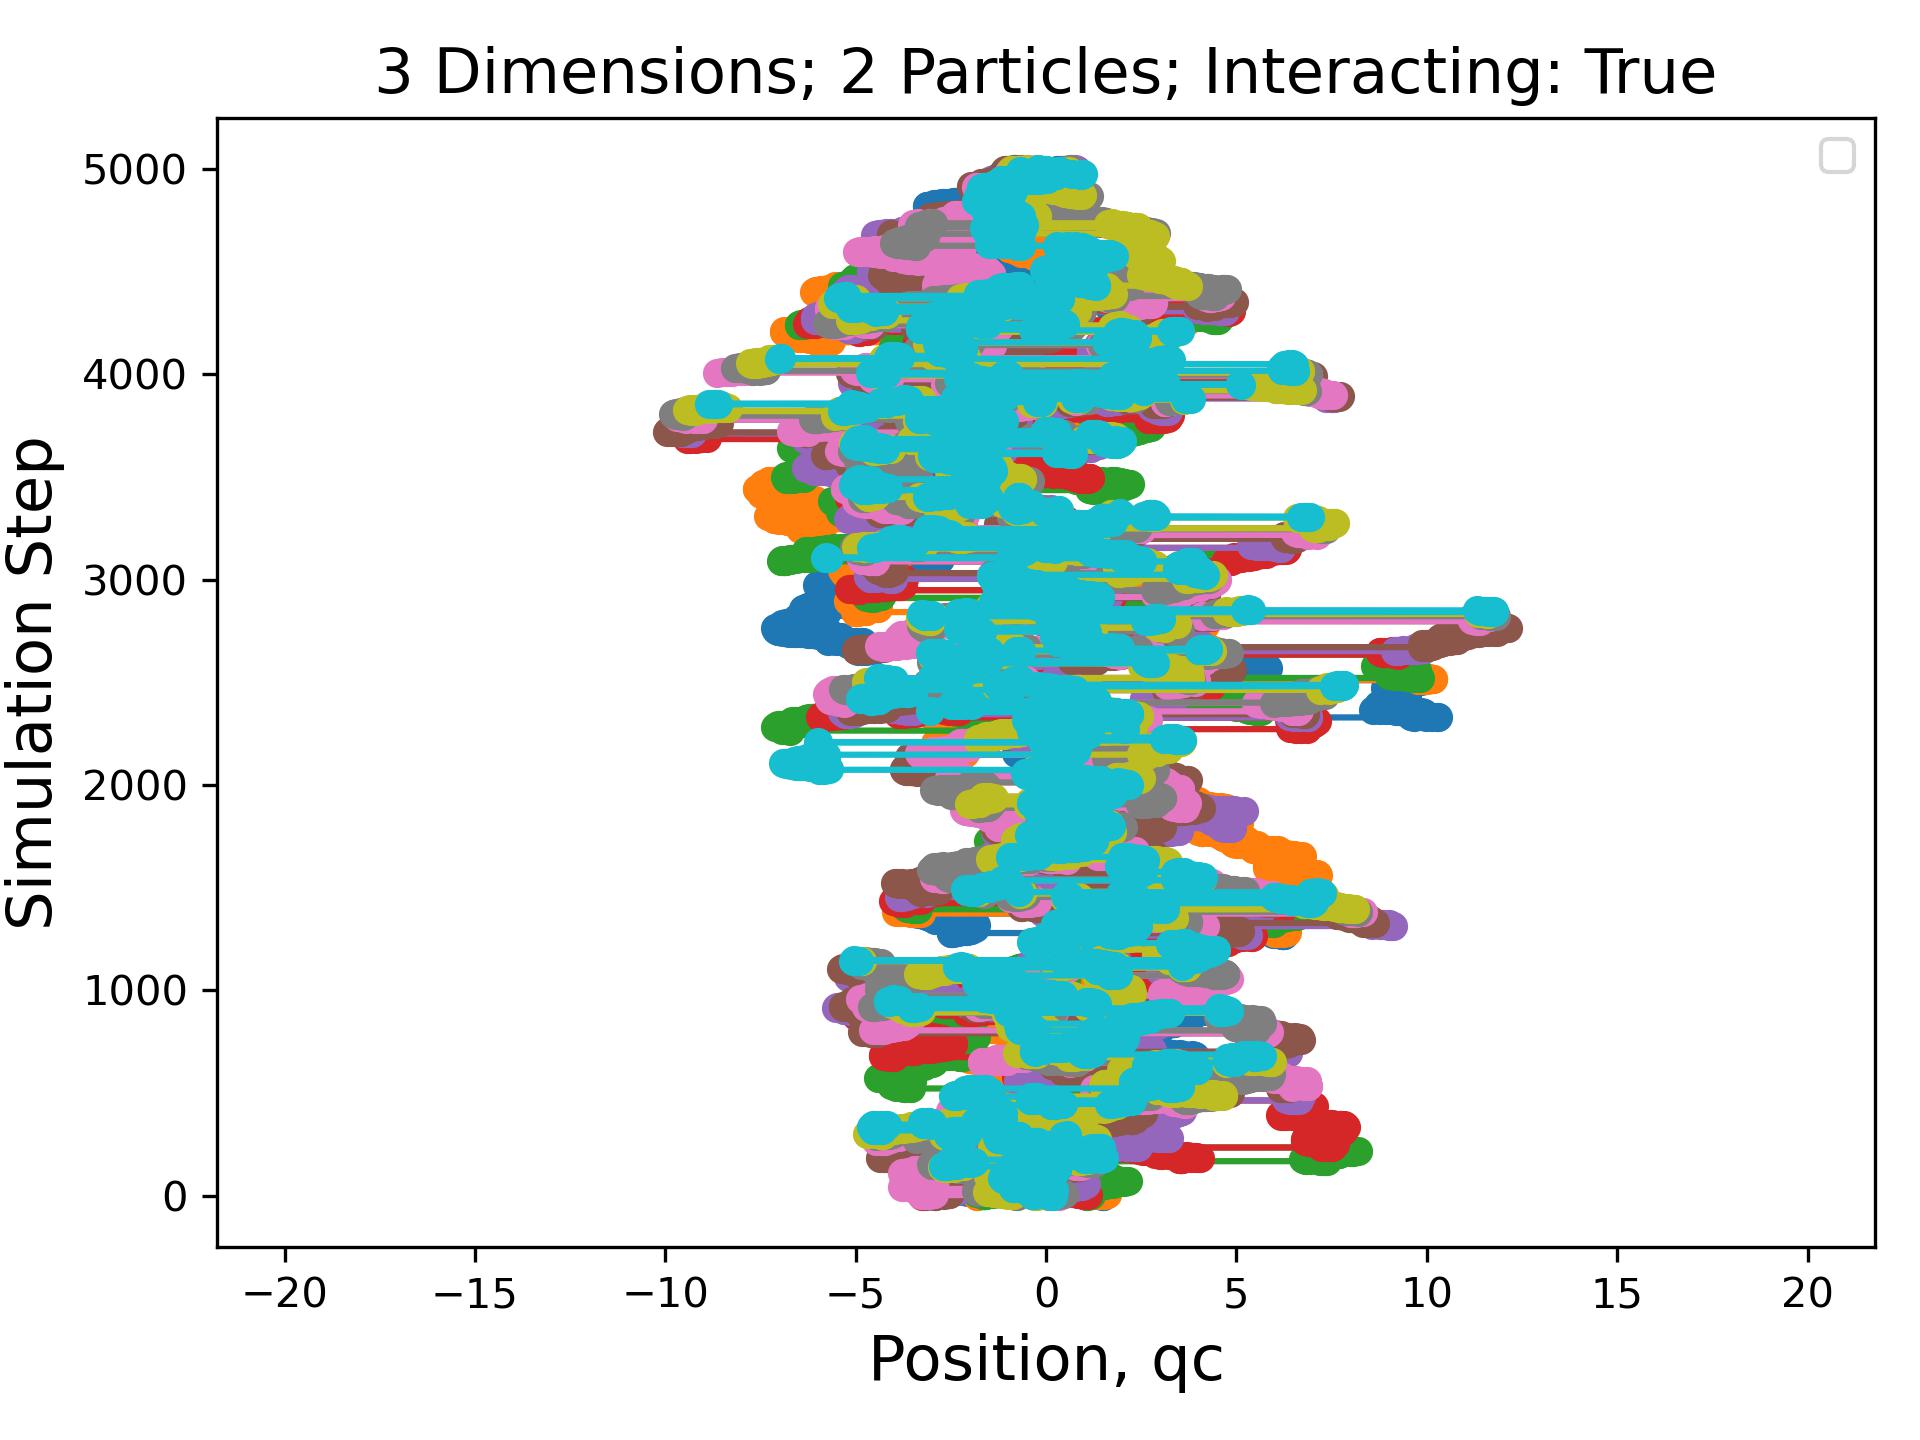 3 Dimensions; 2 Particles; Interacting: True
Simulation Step
5000
4000
3000
2000
1000
0
−20 −15 −10 −5 0 5 10 15 20
Position, qc